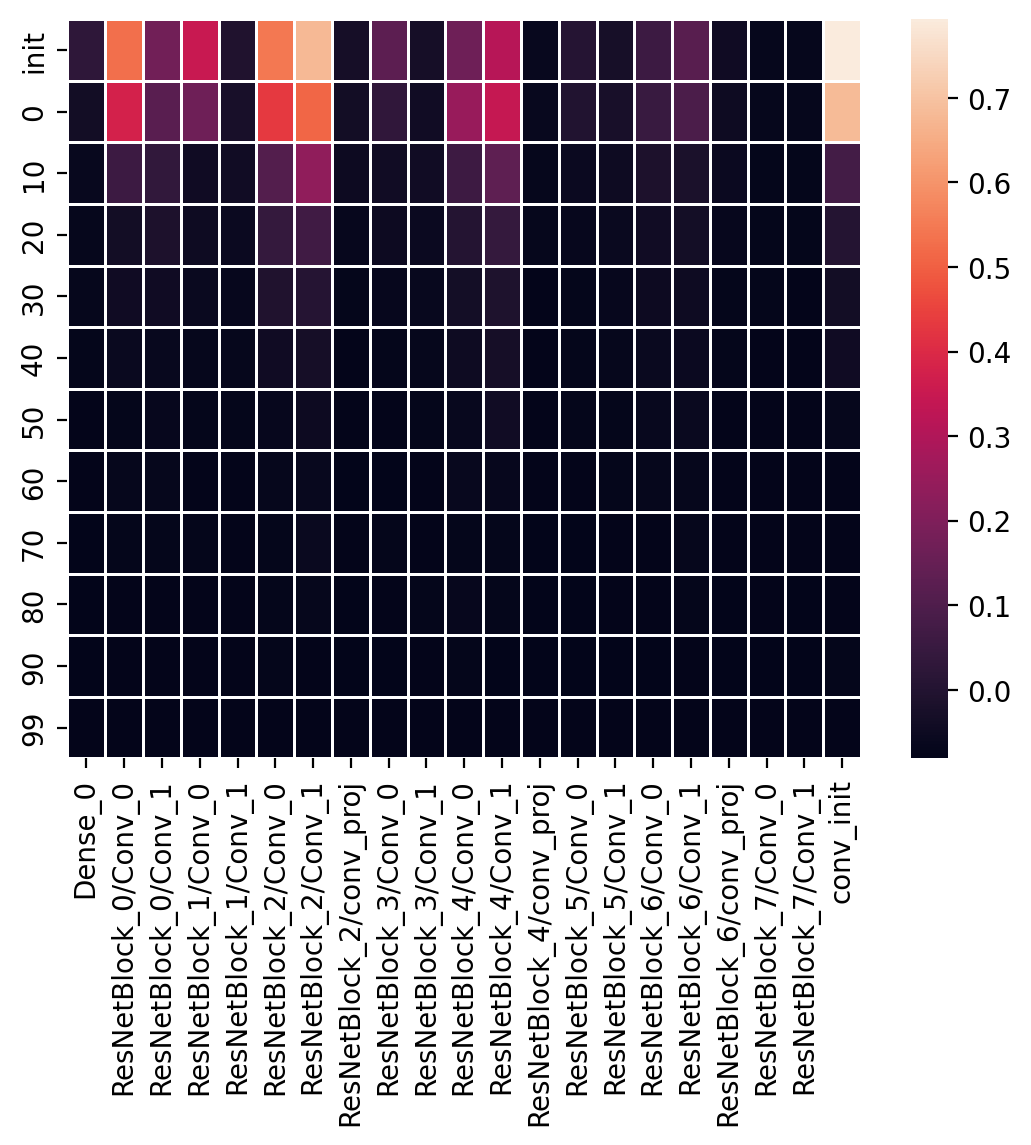 init
0
10
20
30
40
50
60
70
80
90
99
Dense_0
ResNetBlock_0/Conv_0
ResNetBlock_0/Conv_1
ResNetBlock_1/Conv_0
ResNetBlock_1/Conv_1
ResNetBlock_2/Conv_0
ResNetBlock_2/Conv_1
ResNetBlock_2/conv_proj
ResNetBlock_3/Conv_0
ResNetBlock_3/Conv_1
ResNetBlock_4/Conv_0
ResNetBlock_4/Conv_1
ResNetBlock_4/conv_proj
ResNetBlock_5/Conv_0
ResNetBlock_5/Conv_1
ResNetBlock_6/Conv_0
ResNetBlock_6/Conv_1
ResNetBlock_6/conv_proj
ResNetBlock_7/Conv_0
ResNetBlock_7/Conv_1
conv_init
0.7
0.6
0.5
0.4
0.3
0.2
0.1
0.0